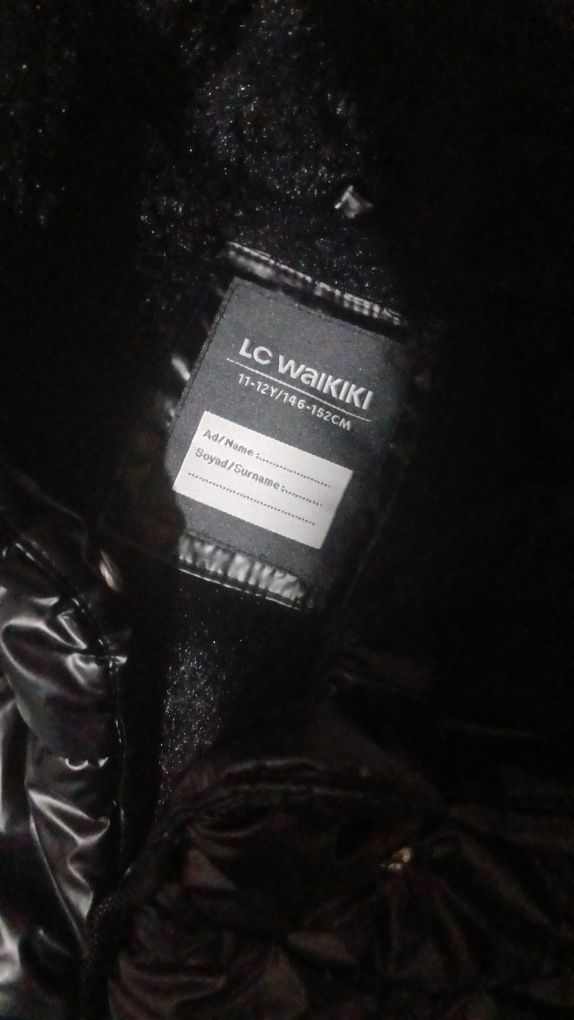 LC WAIKIKI
11-12Y/146-152CM
Ad/Name:....................
Soyad/Surname:..........
....................................